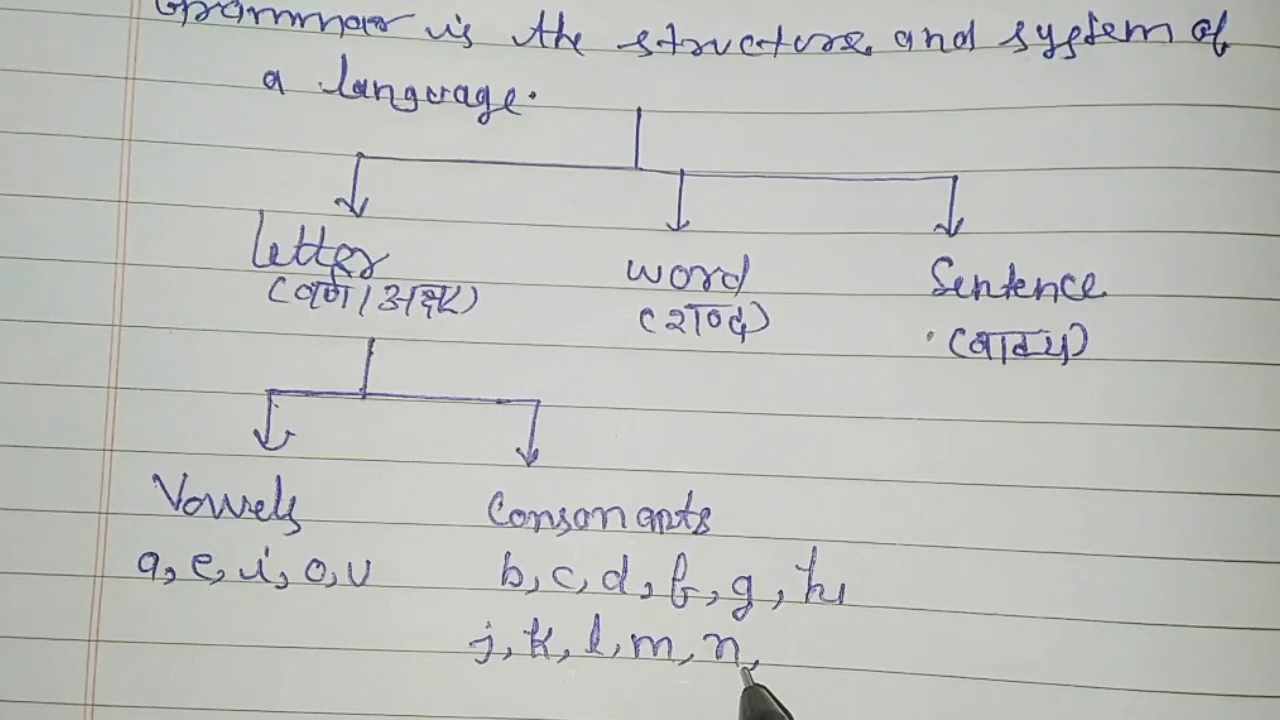 Grammar is the structure and system of
a language.
letter
word
Sentence
(वर्ण/अक्षर)
(शब्द)
(वाक्य)
Vowels
Consonants
a, e, i, o, u
b, c, d, f, g, h,
j, k, l, m, n,